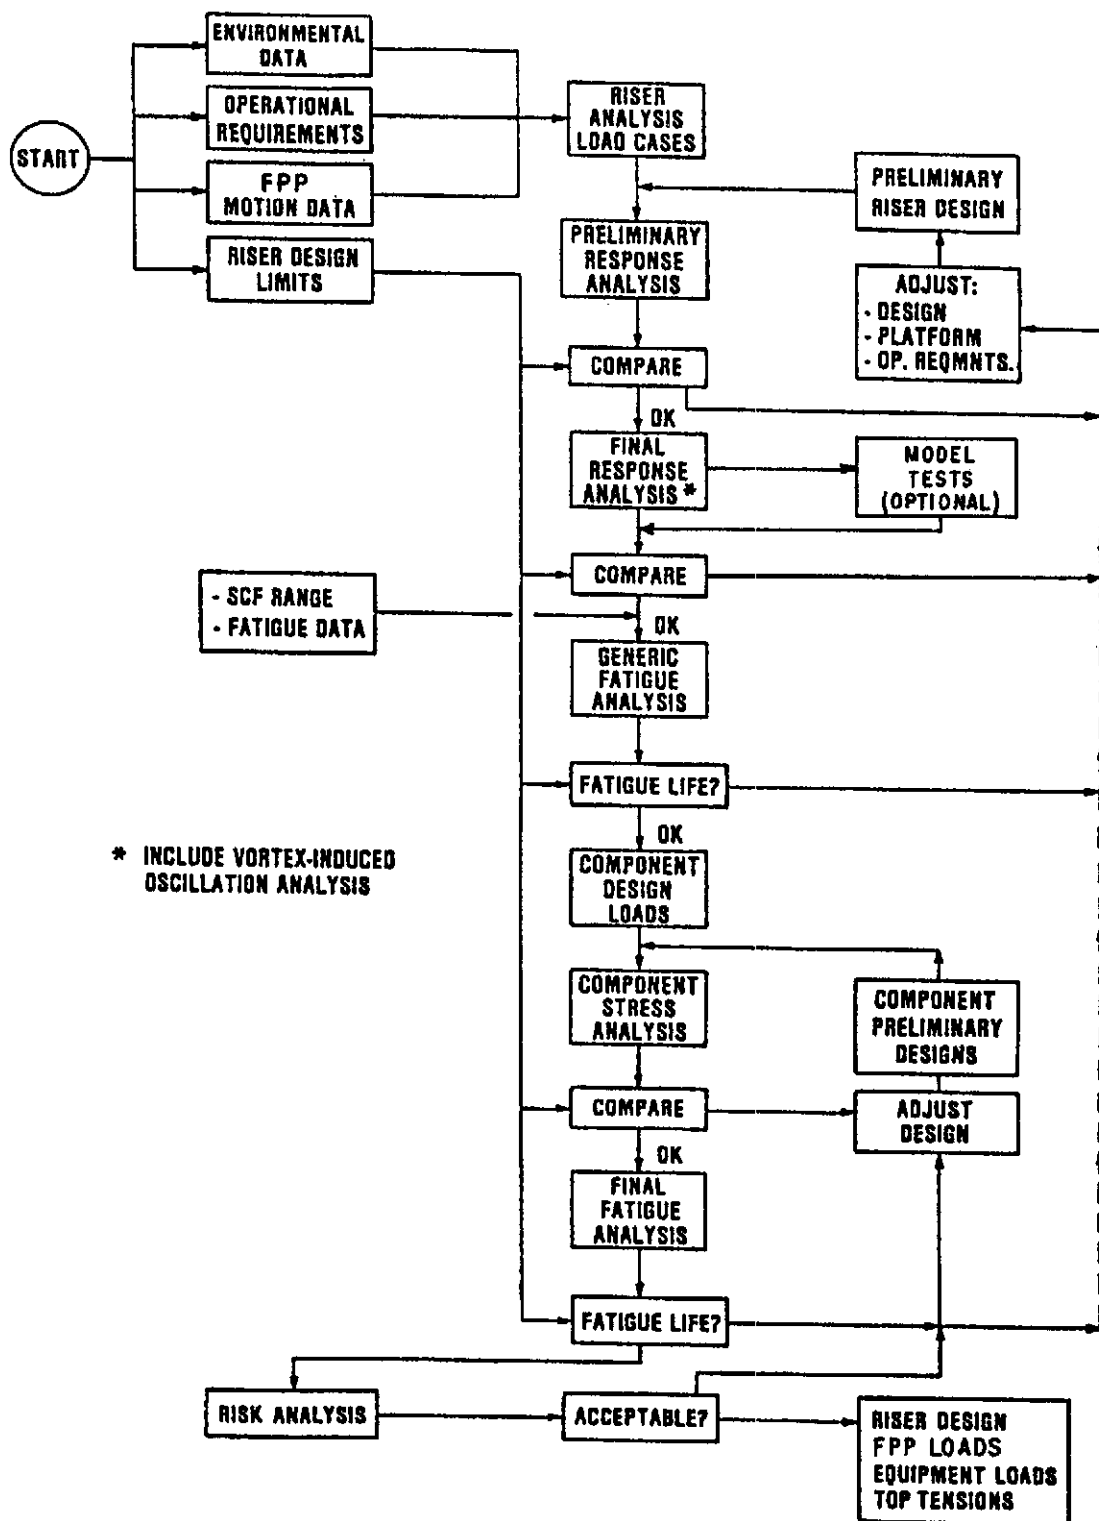 START
ENVIRONMENTAL
DATA
OPERATIONAL
REQUIREMENTS
FPP
MOTION DATA
RISER DESIGN
LIMITS
RISER
ANALYSIS
LOAD CASES
PRELIMINARY
RISER DESIGN
PRELIMINARY
RESPONSE
ANALYSIS
ADJUST:
- DESIGN
- PLATFORM
- OP. REQMNTS.
COMPARE
OK
FINAL
RESPONSE
ANALYSIS *
MODEL
TESTS
(OPTIONAL)
COMPARE
- SCF RANGE
- FATIGUE DATA
OK
GENERIC
FATIGUE
ANALYSIS
FATIGUE LIFE?
OK
* INCLUDE VORTEX-INDUCED
OSCILLATION ANALYSIS
COMPONENT
DESIGN
LOADS
COMPONENT
STRESS
ANALYSIS
COMPONENT
PRELIMINARY
DESIGNS
COMPARE
ADJUST
DESIGN
OK
FINAL
FATIGUE
ANALYSIS
FATIGUE LIFE?
RISK ANALYSIS
ACCEPTABLE?
RISER DESIGN
FPP LOADS
EQUIPMENT LOADS
TOP TENSIONS